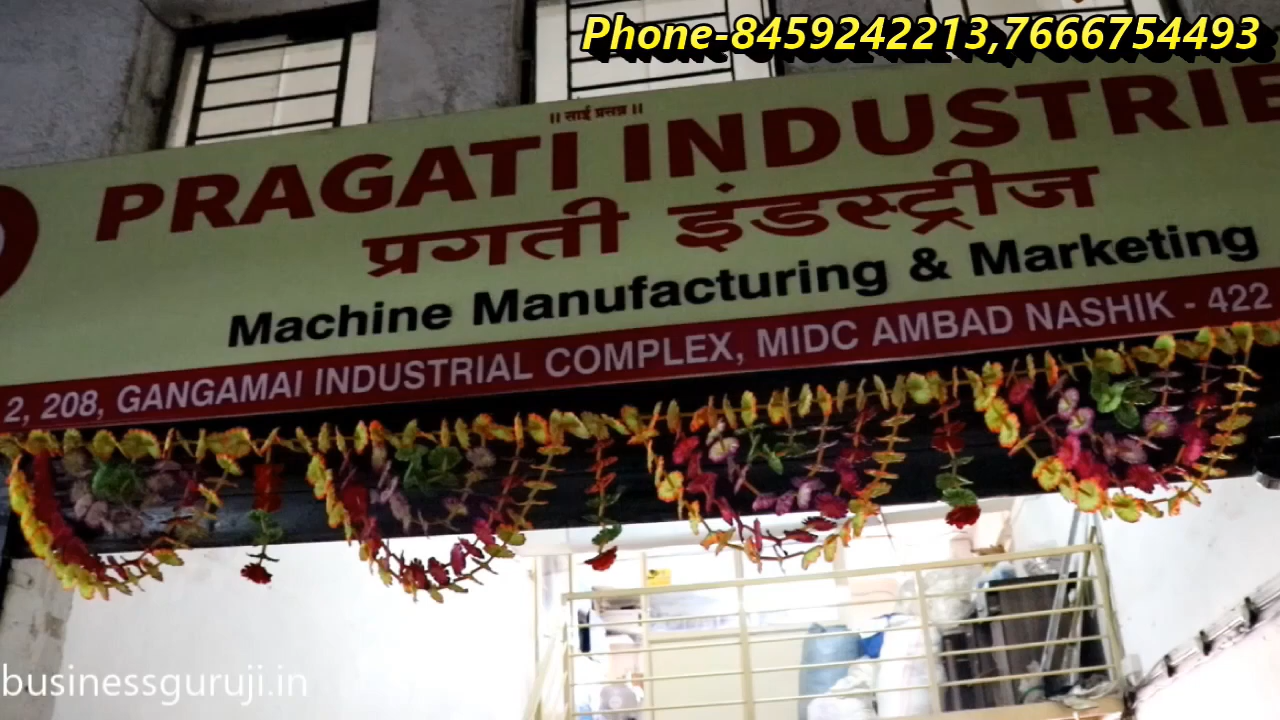 Phone-8459242213,7666754493
॥ साई प्रसन्न ॥
PRAGATI INDUSTRIE
प्रगती इंडस्ट्रीज
Machine Manufacturing & Marketing
2, 208, GANGAMAI INDUSTRIAL COMPLEX, MIDC AMBAD NASHIK - 422
businessguruji.in